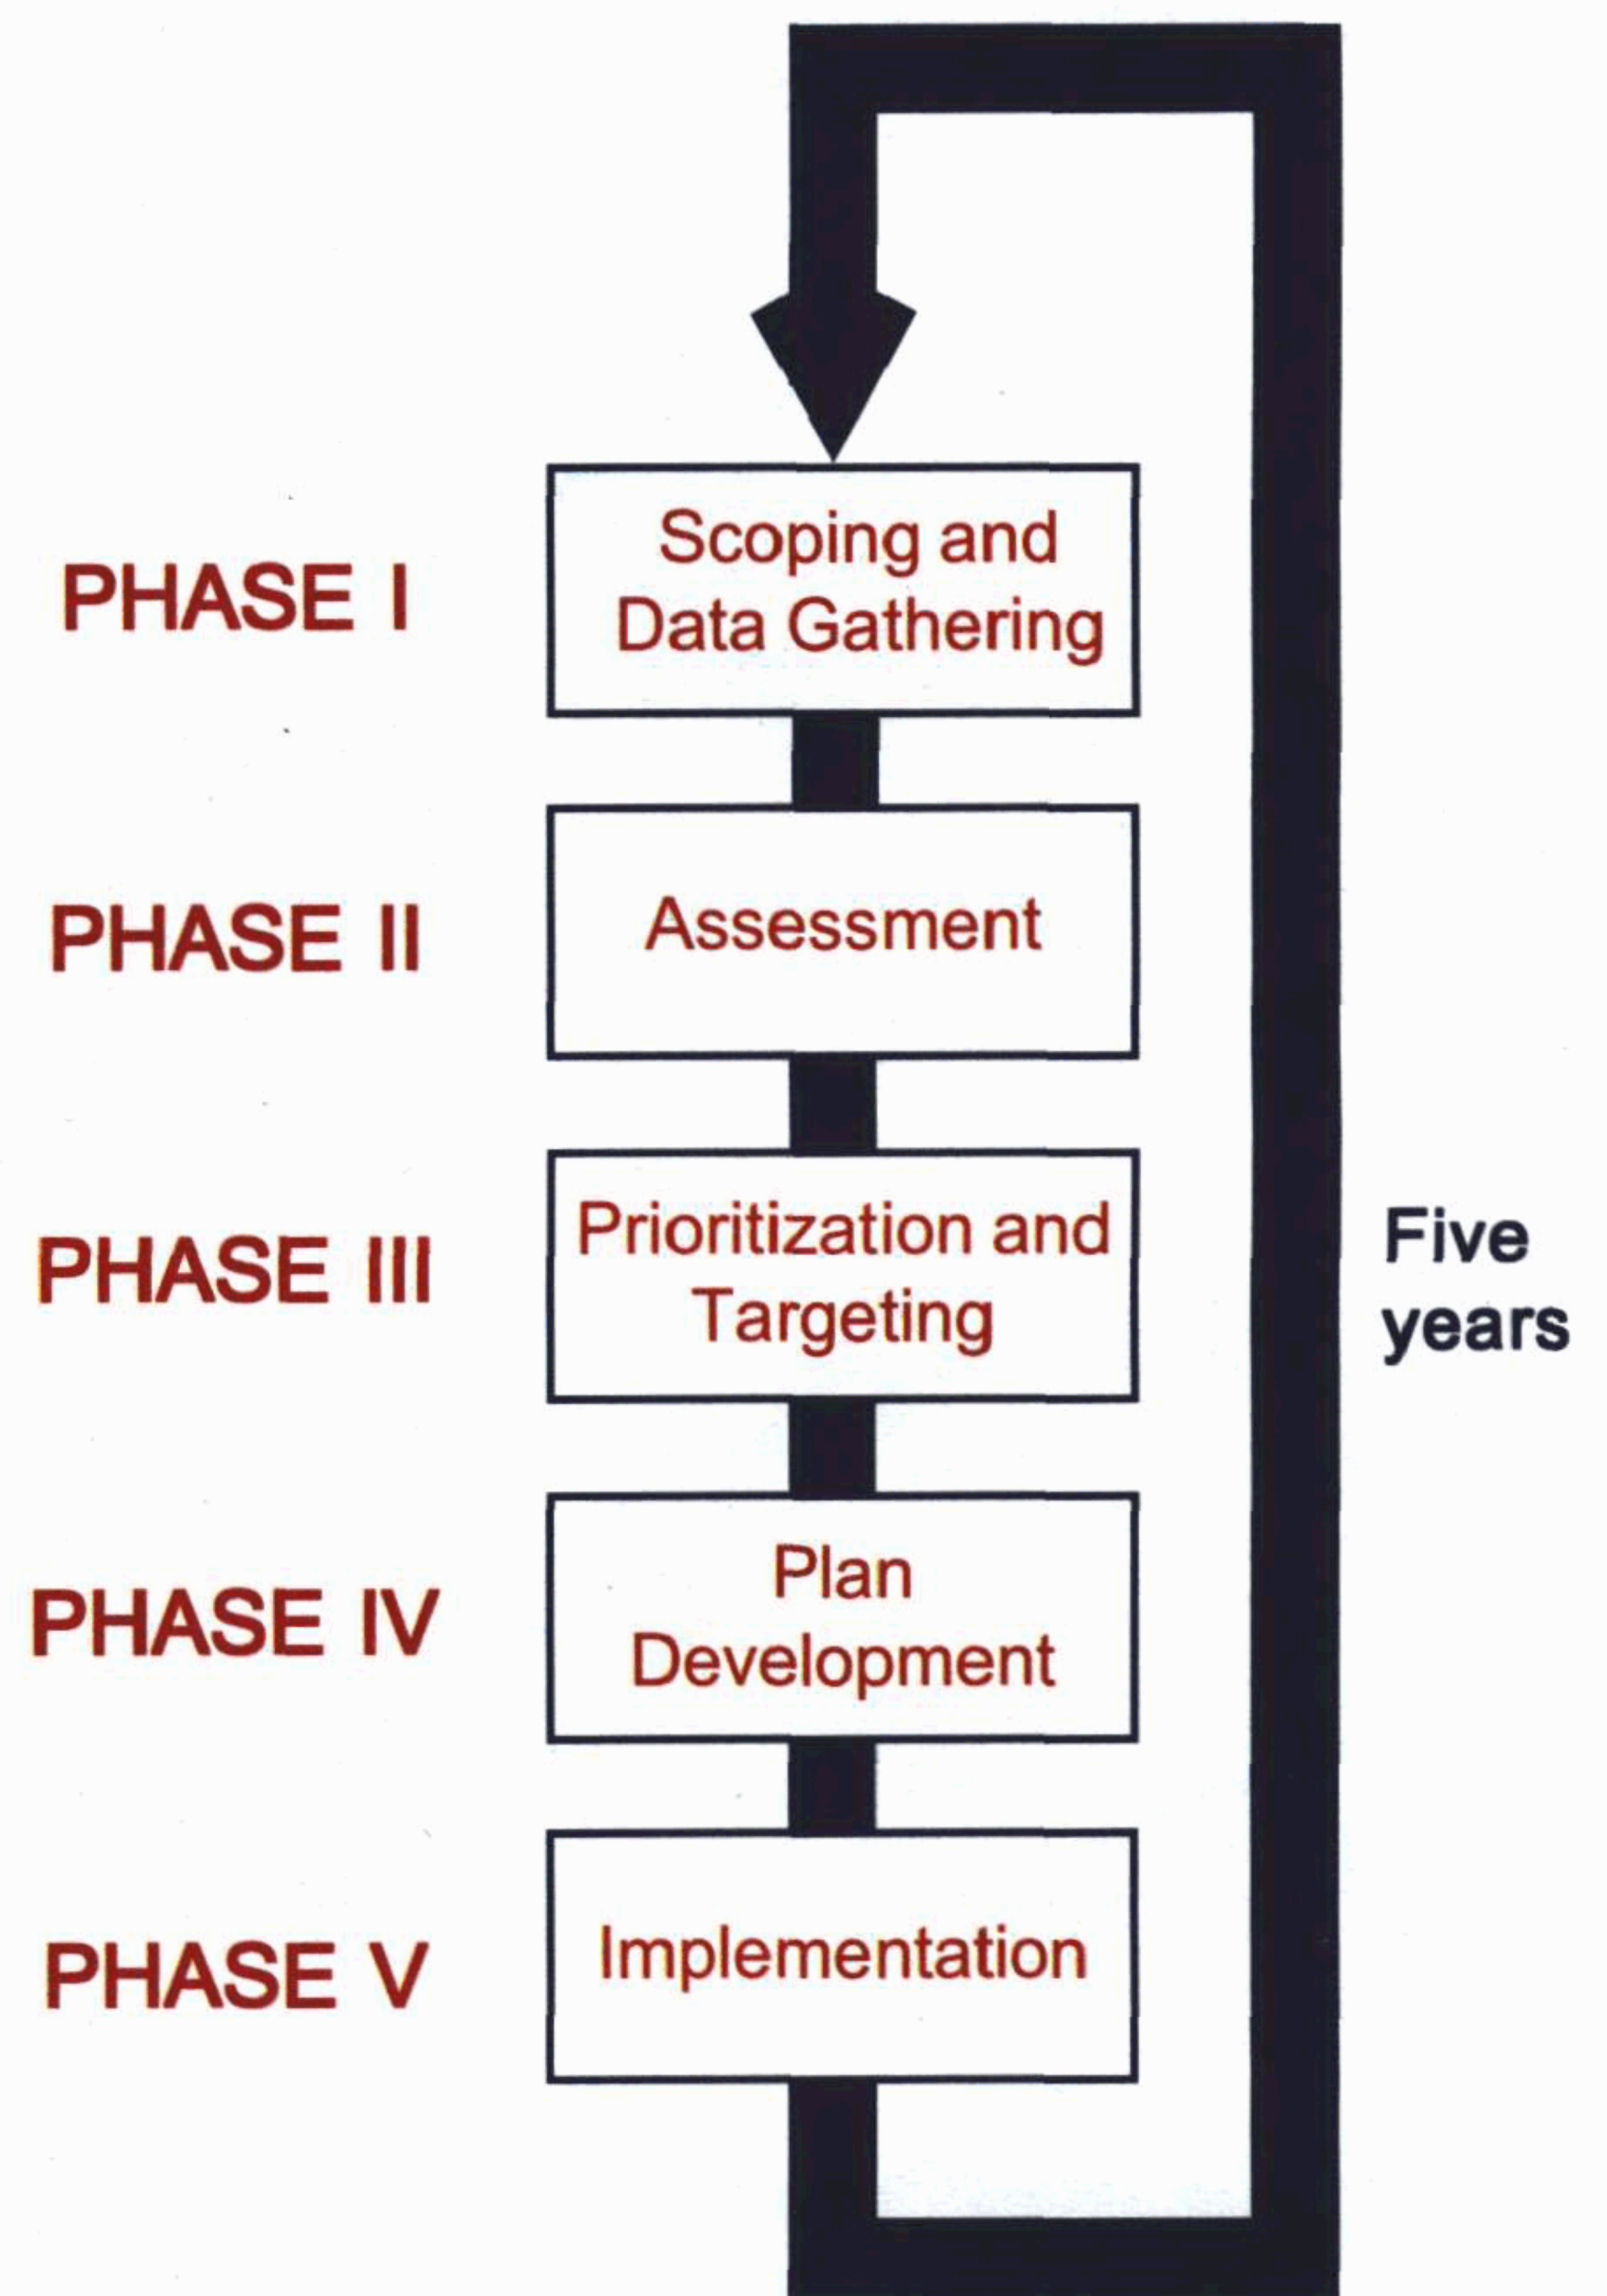 PHASE I
Scoping and
Data Gathering
PHASE II
Assessment
PHASE III
Prioritization and
Targeting
Five
years
PHASE IV
Plan
Development
PHASE V
Implementation